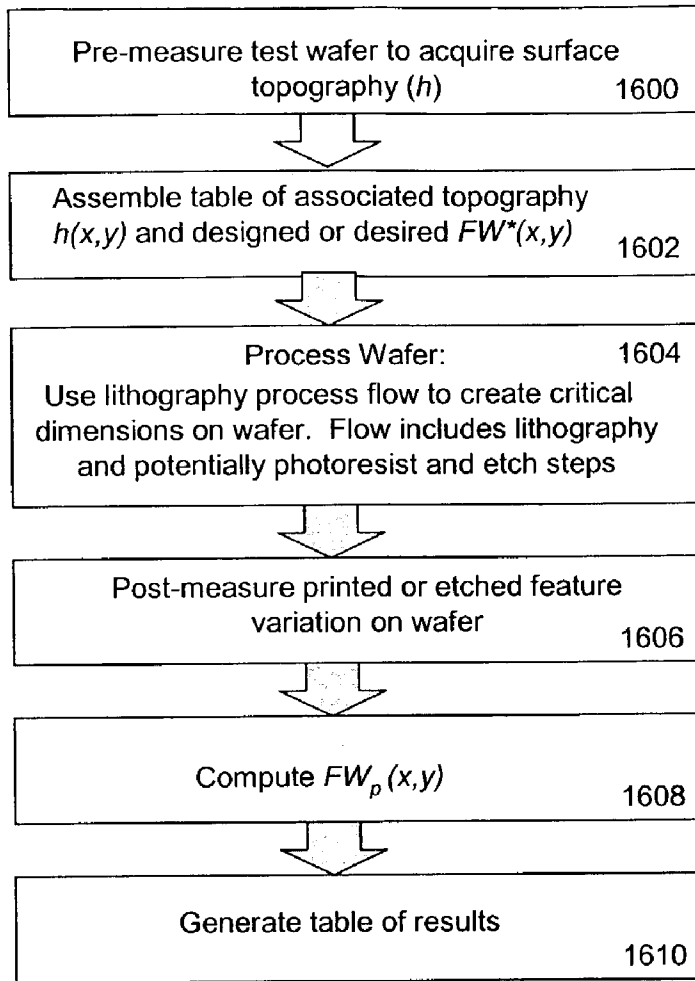 Pre-measure test wafer to acquire surface
topography (h)
1600
Assemble table of associated topography
h(x,y) and designed or desired FW*(x,y)
1602
Process Wafer:
1604
Use lithography process flow to create critical
dimensions on wafer. Flow includes lithography
and potentially photoresist and etch steps
Post-measure printed or etched feature
variation on wafer
1606
Compute FWp (x,y)
1608
Generate table of results
1610